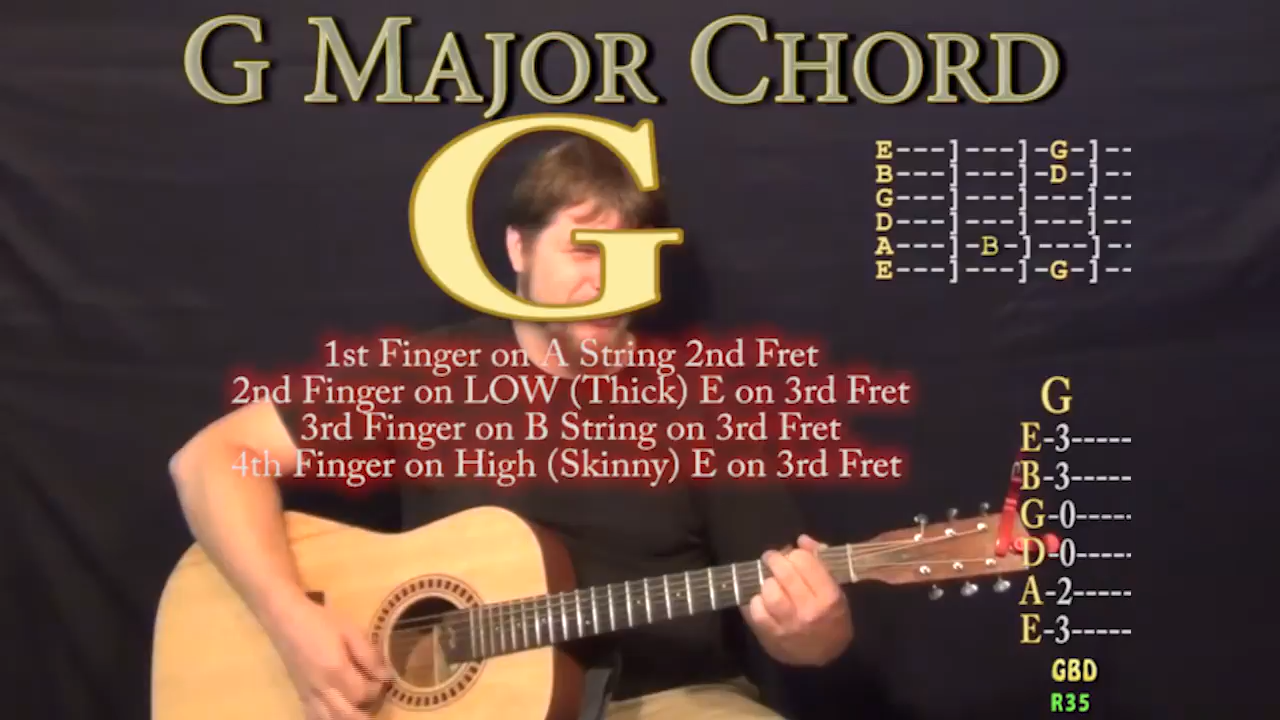 G MAJOR CHORD
G
E---]---]-G-]--
B---]---]-D-]--
G---]---]---]--
D---]---]---]--
A---]-B-]---]--
E---]---]-G-]--
1st Finger on A String 2nd Fret
2nd Finger on LOW (Thick) E on 3rd Fret
3rd Finger on B String on 3rd Fret
4th Finger on High (Skinny) E on 3rd Fret
G
E-3-----
B-3-----
G-0-----
D-0-----
A-2-----
E-3-----
GBD
R35